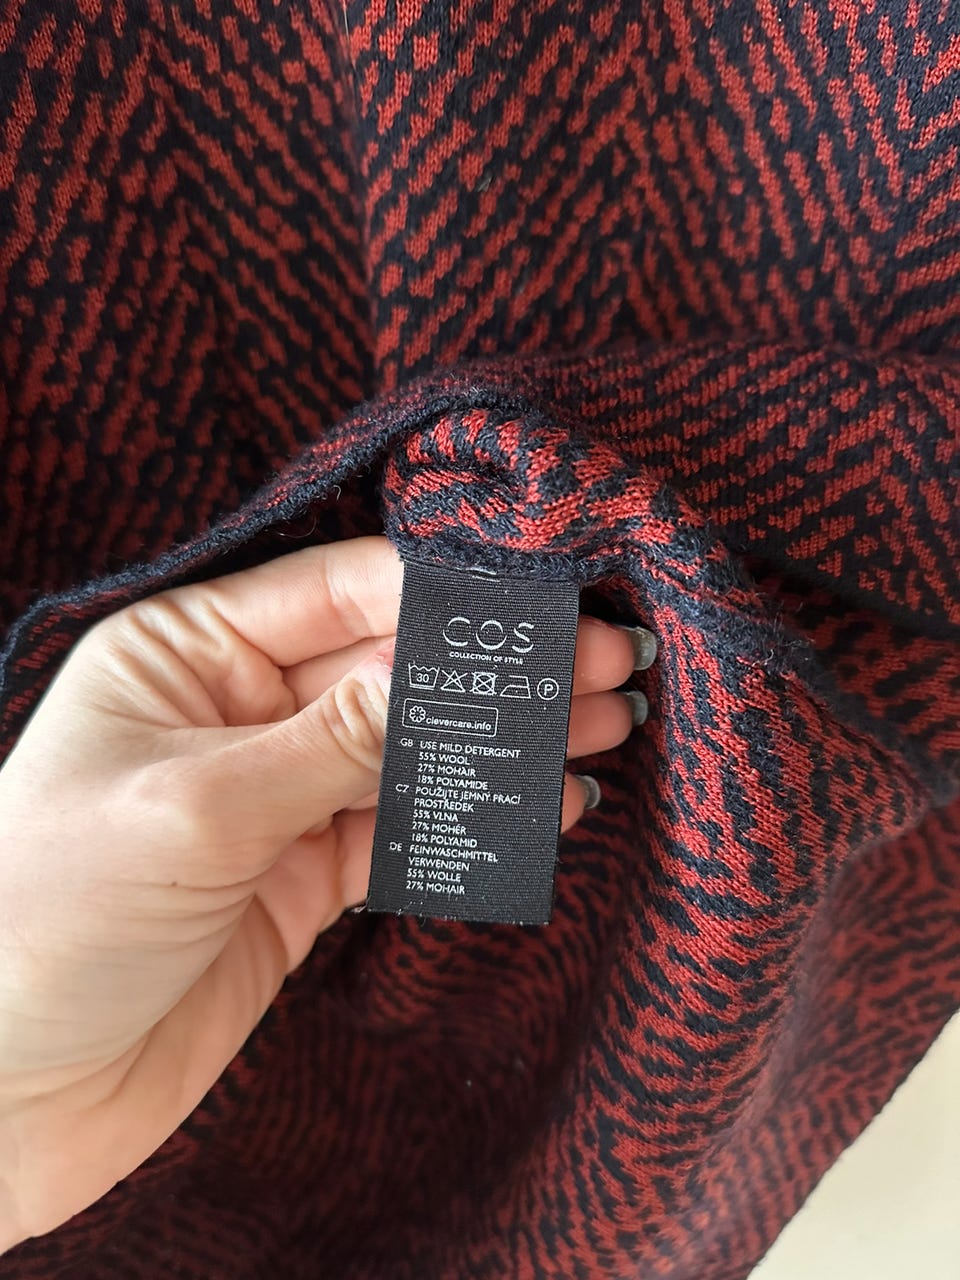 COS
COLLECTION OF STYLE
30 P
clevercare.info
GB USE MILD DETERGENT
55% WOOL
27% MOHAIR
18% POLYAMIDE
CZ POUŽIJTE JEMNÝ PRACÍ
PROSTŘEDEK
55% VLNA
27% MOHÉR
18% POLYAMID
DE FEINWASCHMITTEL
VERWENDEN
55% WOLLE
27% MOHAIR